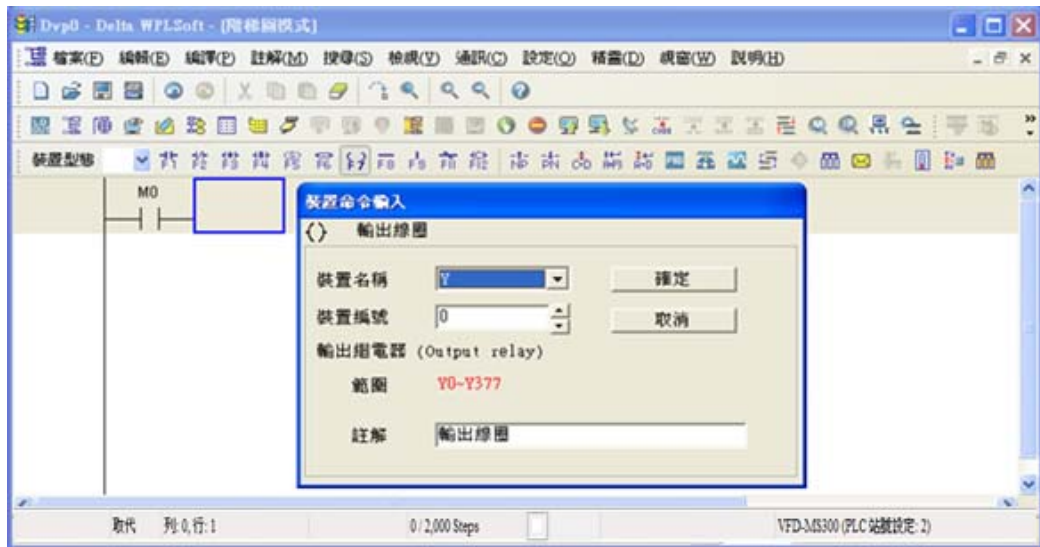 Dvp0 - Delta WPLSoft - [階梯圖模式]
檔案(F) 編輯(E) 編譯(P) 註解(M) 搜尋(S) 檢視(V) 通訊(C) 設定(O) 精靈(D) 視窗(W) 說明(H)
裝置型態
M0
裝置命令輸入
() 輸出線圈
裝置名稱 Y 確定
裝置編號 0 取消
輸出繼電器 (Output relay)
範圍 Y0~Y377
註解 輸出線圈
取代 列:0,行:1 0/2,000 Steps VFD-MS300 (PLC 站號設定: 2)